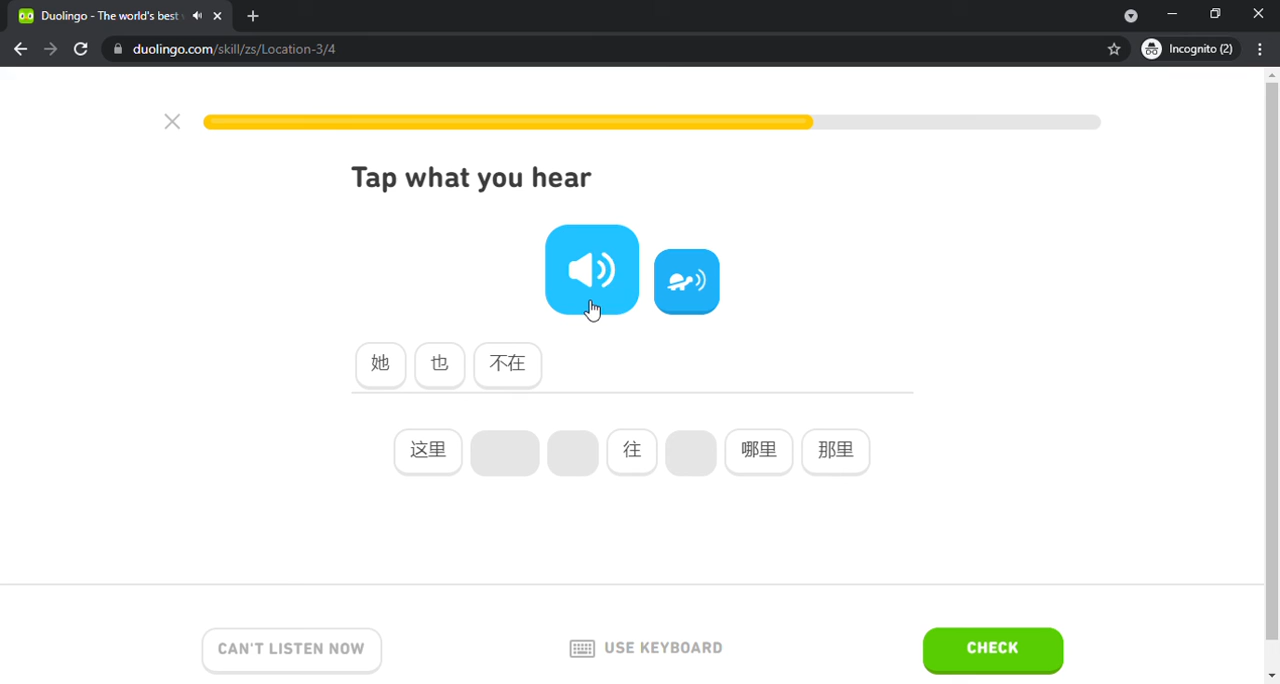 Duolingo - The world's best
duolingo.com/skill/zs/Location-3/4
Incognito (2)
Tap what you hear
她 也 不在
这里 往 哪里 那里
CAN'T LISTEN NOW
USE KEYBOARD
CHECK